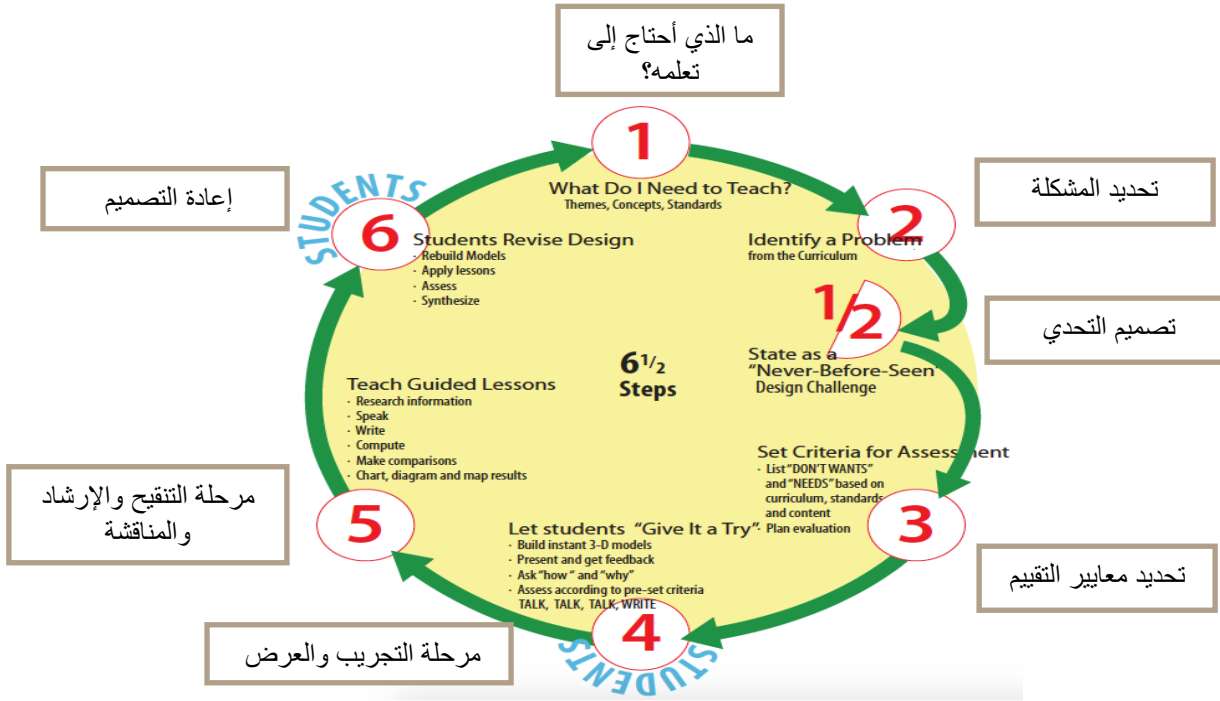 ما الذي أحتاج إلى
تعلمه؟
1
What Do I Need to Teach?
Themes, Concepts, Standards
تحديد المشكلة
2
Identify a Problem
from the Curriculum
تصميم التحدي
1/2
State as a
“Never-Before-Seen”
Design Challenge
تحديد معايير التقييم
3
Set Criteria for Assessment
· List “DON’T WANTS”
and “NEEDS” based on
curriculum, standards
and content
· Plan evaluation
مرحلة التجريب والعرض
4
STUDENTS
Let students “Give It a Try”
· Build instant 3-D models
· Present and get feedback
· Ask “how “ and “why”
· Assess according to pre-set criteria
TALK, TALK, TALK, WRITE
مرحلة التنقيح والإرشاد
والمناقشة
5
Teach Guided Lessons
· Research information
· Speak
· Write
· Compute
· Make comparisons
· Chart, diagram and map results
إعادة التصميم
6
STUDENTS
Students Revise Design
· Rebuild Models
· Apply lessons
· Assess
· Synthesize
6 1/2
Steps